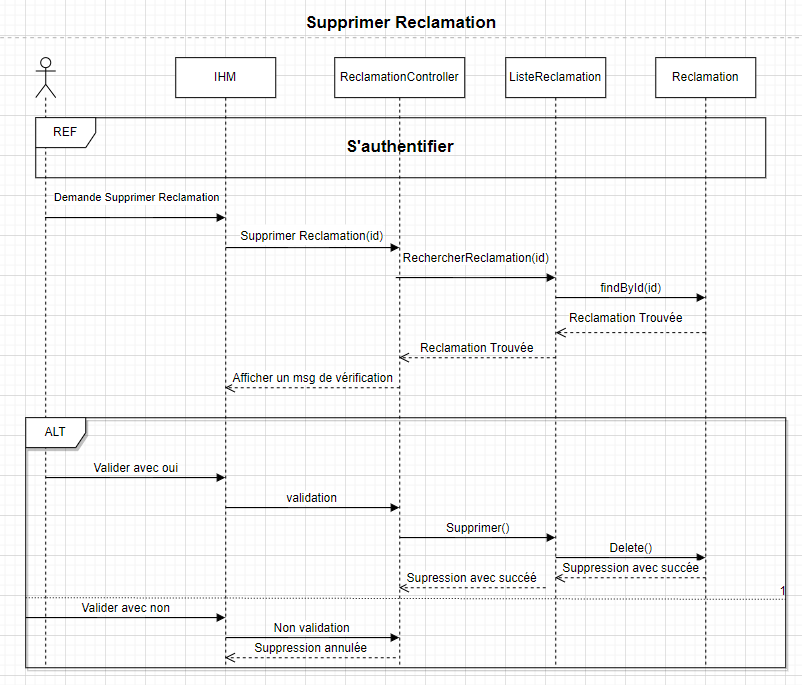 Supprimer Reclamation
IHM
ReclamationController
ListeReclamation
Reclamation
REF
S'authentifier
Demande Supprimer Reclamation
Supprimer Reclamation(id)
RechercherReclamation(id)
findById(id)
Reclamation Trouvée
Reclamation Trouvée
Afficher un msg de vérification
ALT
Valider avec oui
validation
Supprimer()
Delete()
Suppression avec succée
Supression avec succéé
1
Valider avec non
Non validation
Suppression annulée